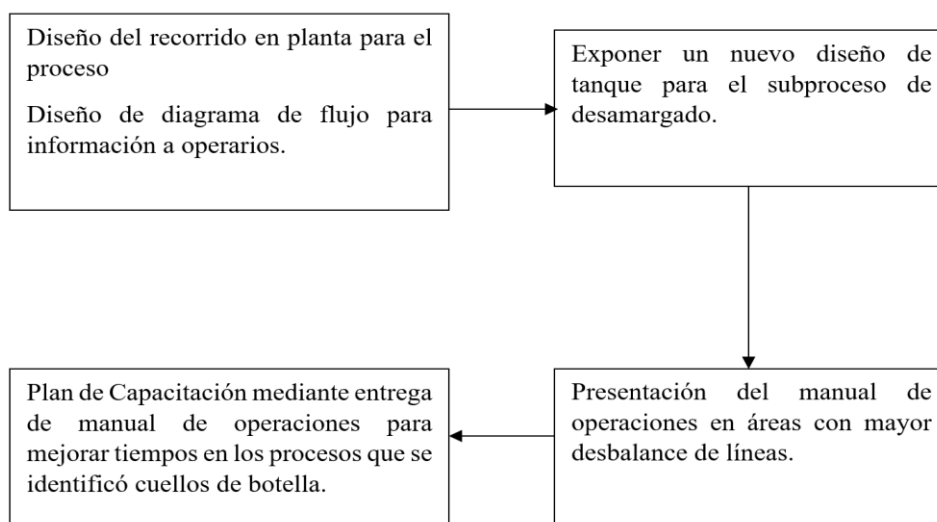 Diseño del recorrido en planta para el
proceso
Diseño de diagrama de flujo para
información a operarios.
Exponer un nuevo diseño de
tanque para el subproceso de
desamargado.
Presentación del manual de
operaciones en áreas con mayor
desbalance de líneas.
Plan de Capacitación mediante entrega
de manual de operaciones para
mejorar tiempos en los procesos que se
identificó cuellos de botella.